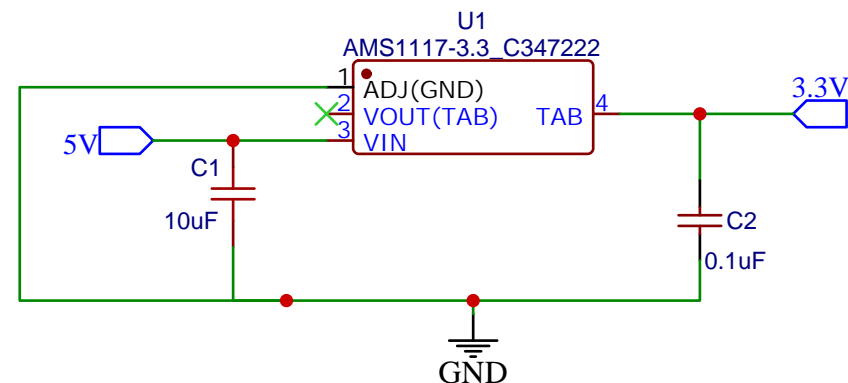 U1
AMS1117-3.3_C347222
1
ADJ(GND)
2
VOUT(TAB)
TAB
4
3
VIN
5V
3.3V
C1
10uF
C2
0.1uF
GND